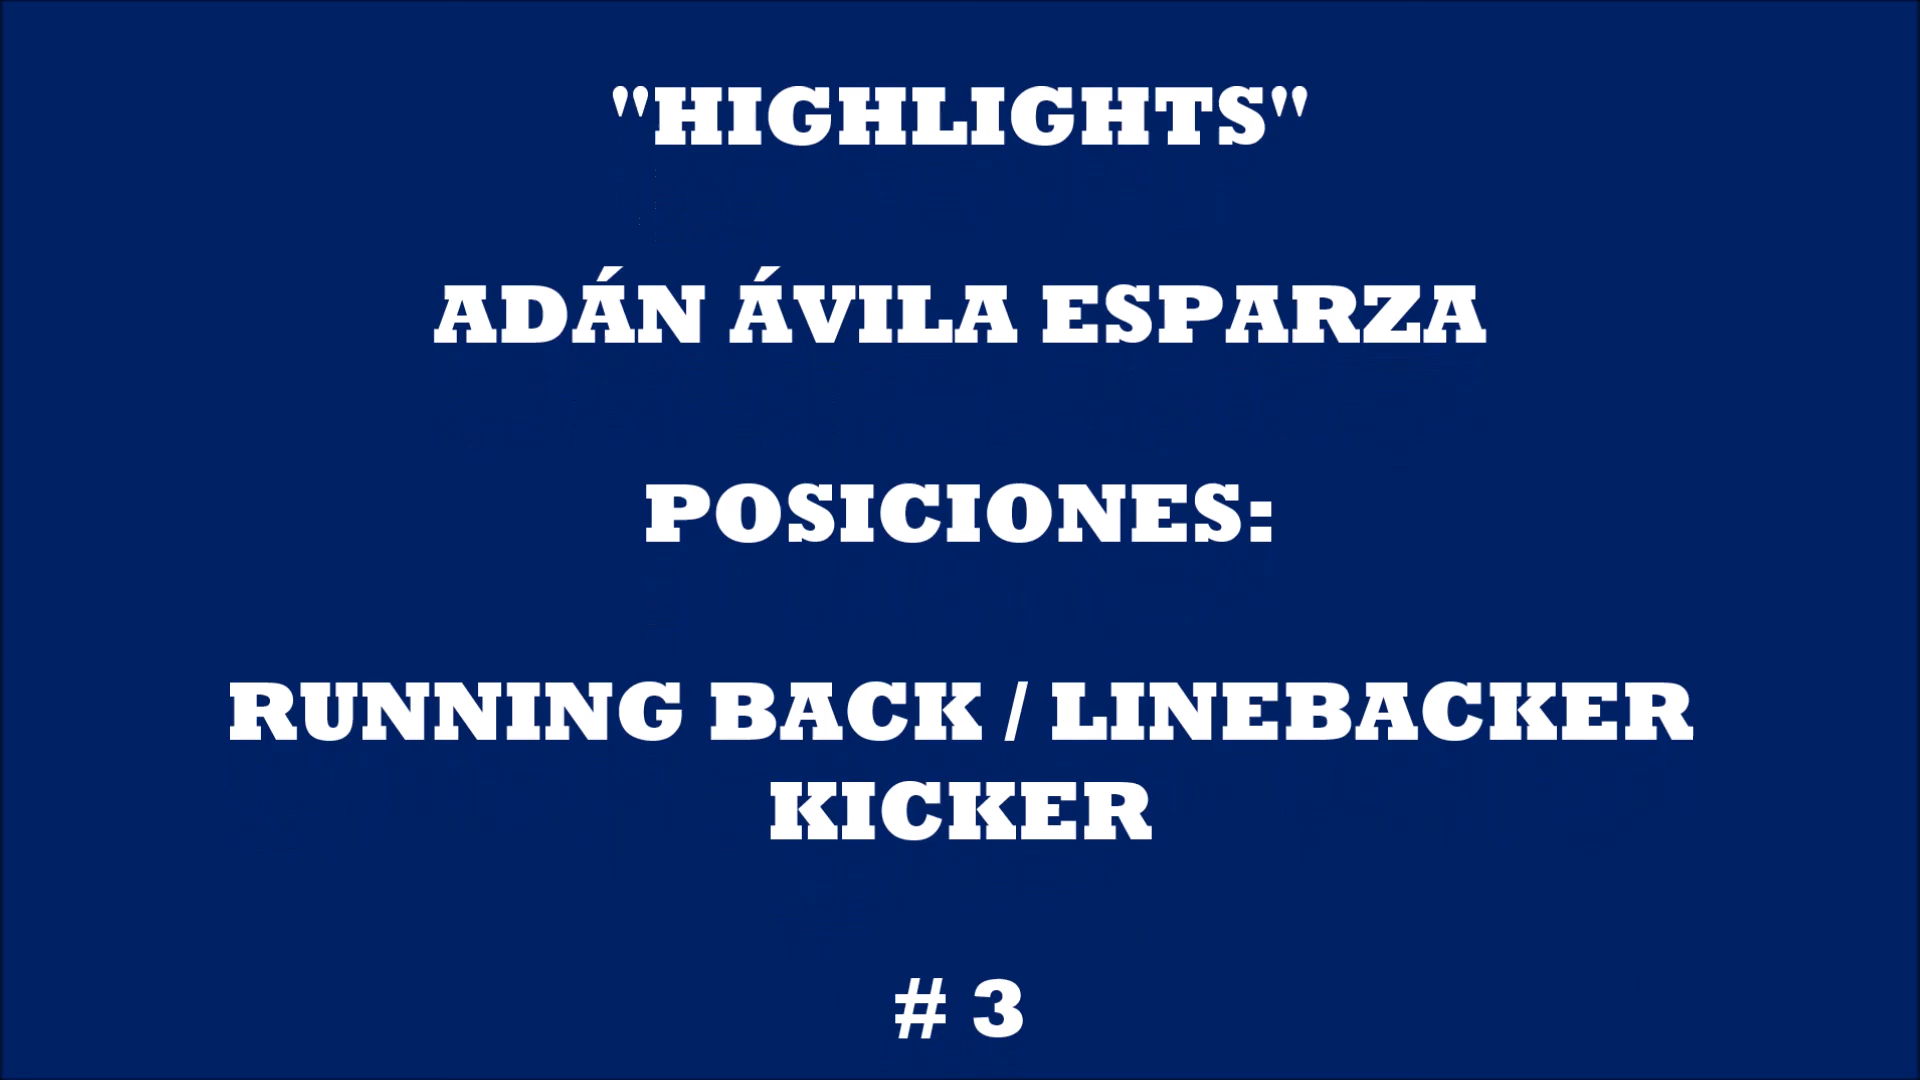 "HIGHLIGHTS"
ADÁN ÁVILA ESPARZA
POSICIONES:
RUNNING BACK / LINEBACKER
KICKER
# 3